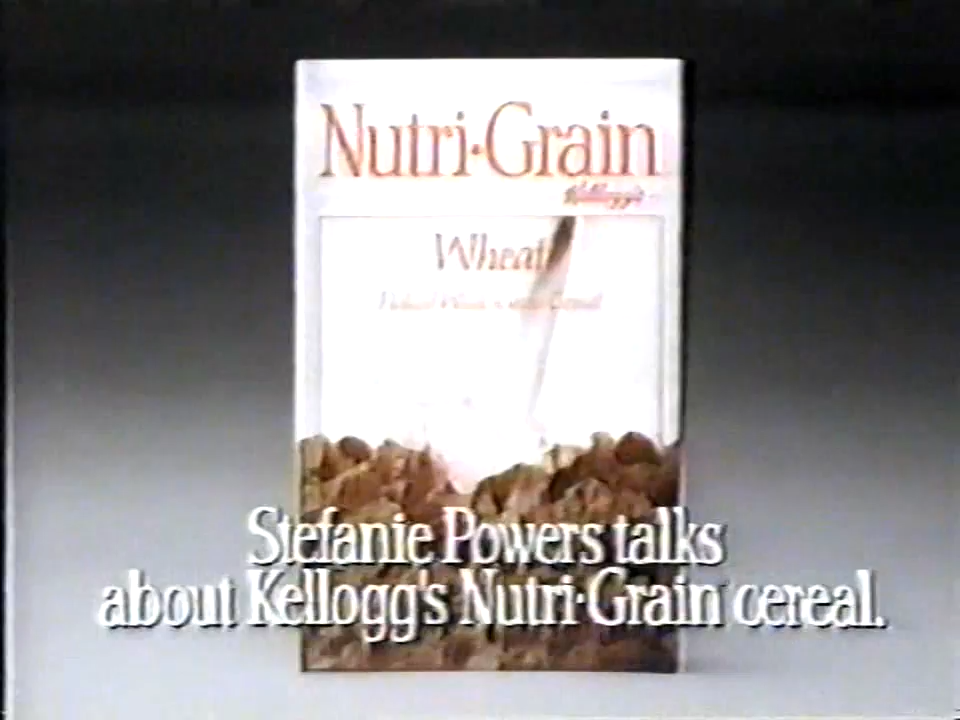 Nutri·Grain
Kellogg's
Wheat
Stefanie Powers talks
about Kellogg's Nutri·Grain cereal.